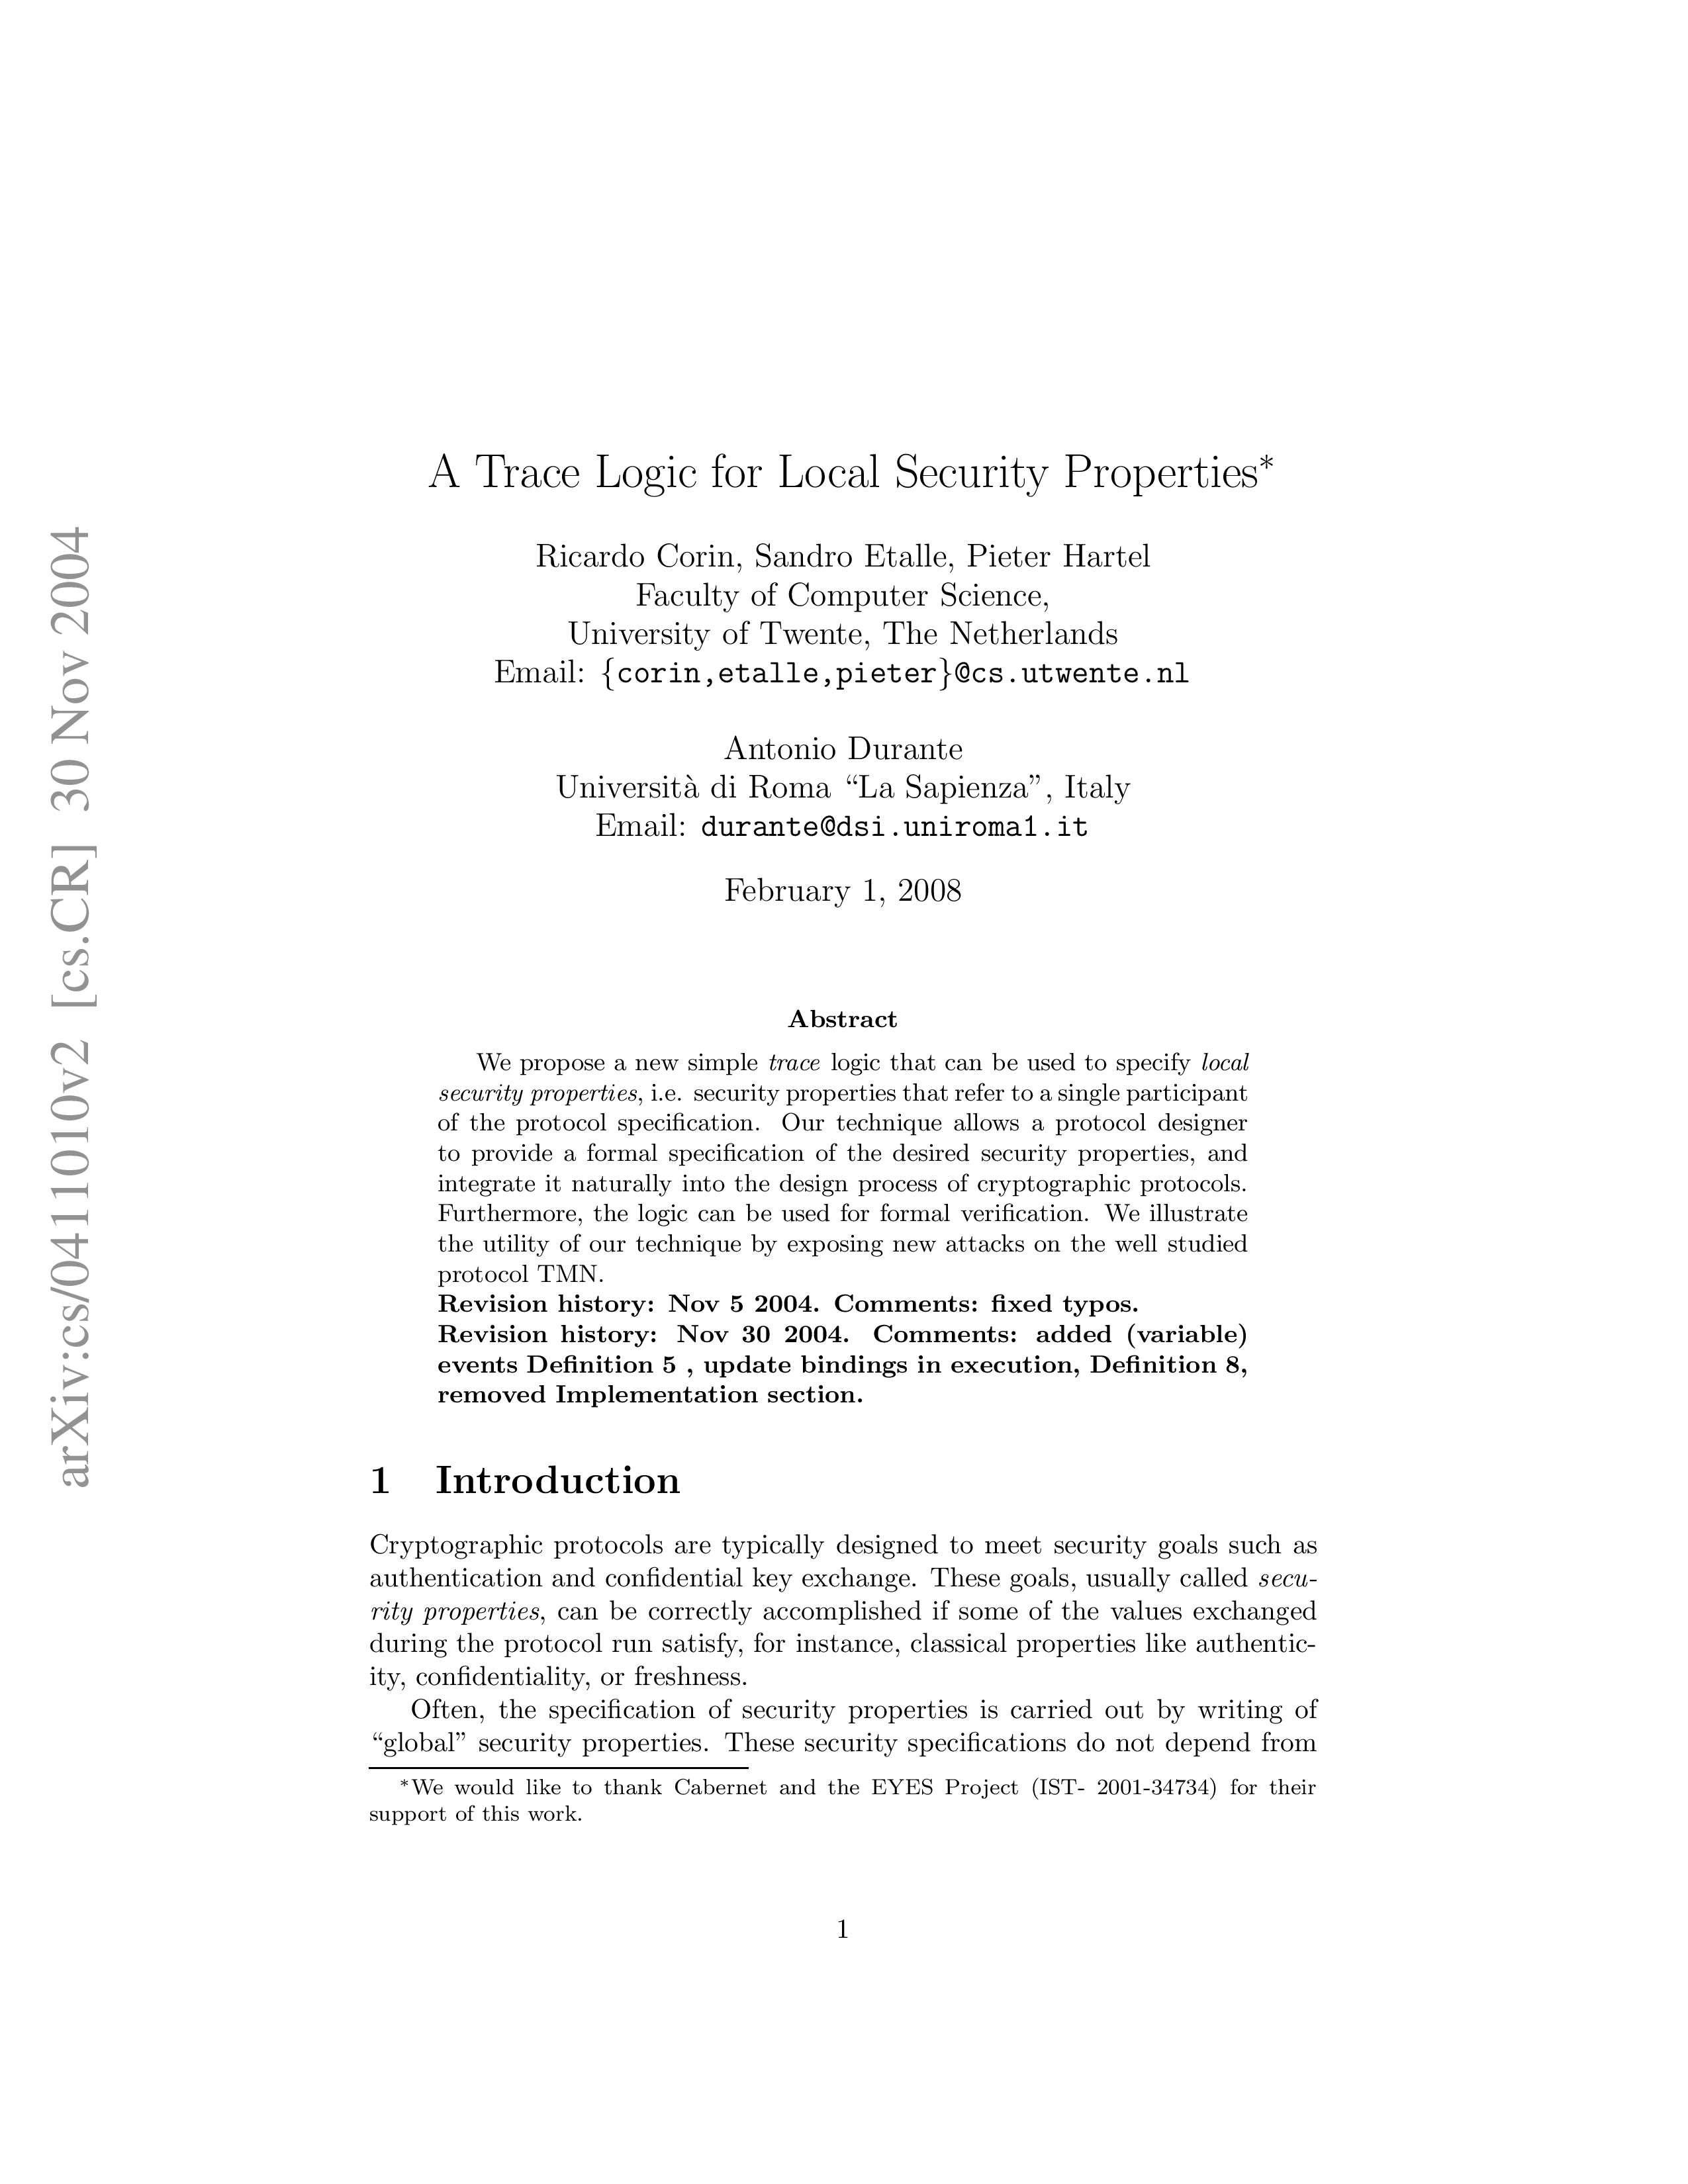 arXiv:cs/0411010v2 [cs.CR] 30 Nov 2004
A Trace Logic for Local Security Properties*
Ricardo Corin, Sandro Etalle, Pieter Hartel
Faculty of Computer Science,
University of Twente, The Netherlands
Email: {corin,etalle,pieter}@cs.utwente.nl
Antonio Durante
Università di Roma “La Sapienza”, Italy
Email: durante@dsi.uniroma1.it
February 1, 2008
Abstract
We propose a new simple trace logic that can be used to specify local
security properties, i.e. security properties that refer to a single participant
of the protocol specification. Our technique allows a protocol designer
to provide a formal specification of the desired security properties, and
integrate it naturally into the design process of cryptographic protocols.
Furthermore, the logic can be used for formal verification. We illustrate
the utility of our technique by exposing new attacks on the well studied
protocol TMN.
Revision history: Nov 5 2004. Comments: fixed typos.
Revision history: Nov 30 2004. Comments: added (variable)
events Definition 5 , update bindings in execution, Definition 8,
removed Implementation section.
1 Introduction
Cryptographic protocols are typically designed to meet security goals such as
authentication and confidential key exchange. These goals, usually called secu-
rity properties, can be correctly accomplished if some of the values exchanged
during the protocol run satisfy, for instance, classical properties like authentic-
ity, confidentiality, or freshness.
Often, the specification of security properties is carried out by writing of
“global” security properties. These security specifications do not depend from
*We would like to thank Cabernet and the EYES Project (IST- 2001-34734) for their
support of this work.
1